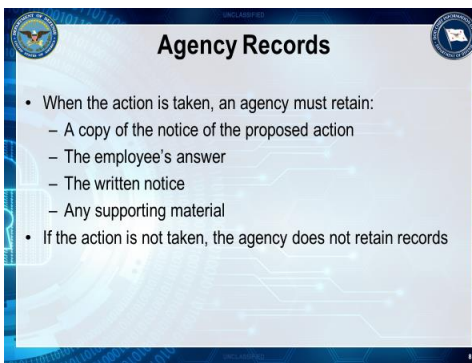 UNCLASSIFIED
Agency Records
• When the action is taken, an agency must retain:
– A copy of the notice of the proposed action
– The employee's answer
– The written notice
– Any supporting material
• If the action is not taken, the agency does not retain records
UNCLASSIFIED